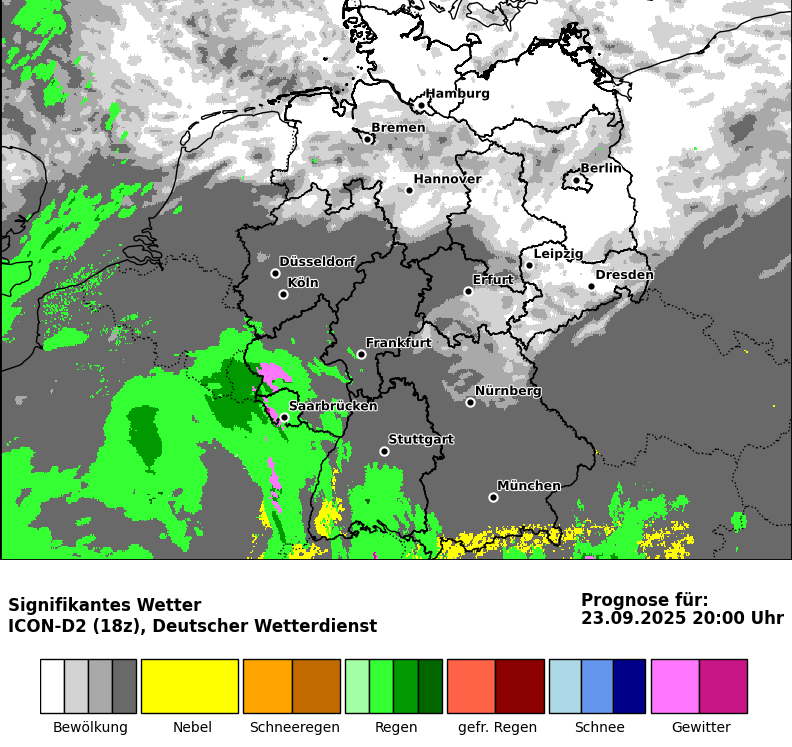 Hamburg
Bremen
Berlin
Hannover
Leipzig
Düsseldorf
Dresden
Köln
Erfurt
Frankfurt
Nürnberg
Saarbrücken
Stuttgart
München
Signifikantes Wetter
ICON-D2 (18z), Deutscher Wetterdienst
Prognose für:
23.09.2025 20:00 Uhr
Bewölkung
Nebel
Schneeregen
Regen
gefr. Regen
Schnee
Gewitter